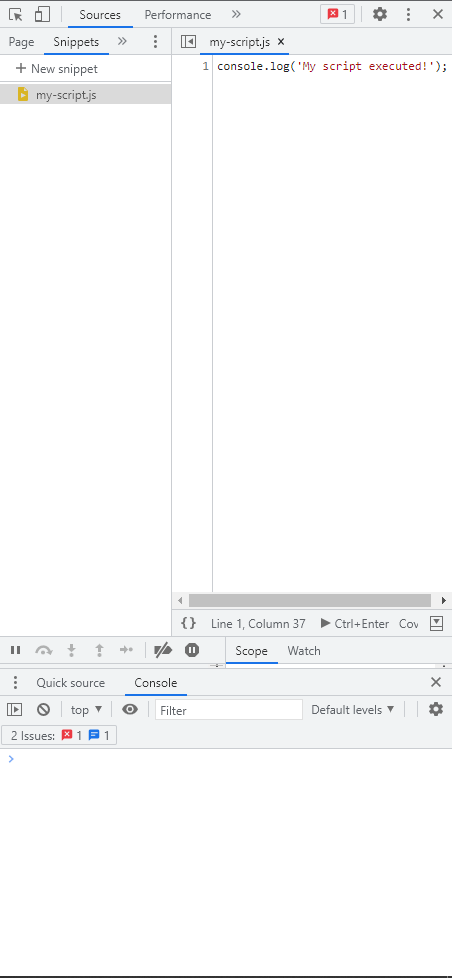 Sources Performance 1
Page Snippets
my-script.js
+ New snippet
my-script.js
1 console.log('My script executed!');
{} Line 1, Column 37 Ctrl+Enter Cov
Scope Watch
Quick source Console
top Filter Default levels
2 Issues: 1 1